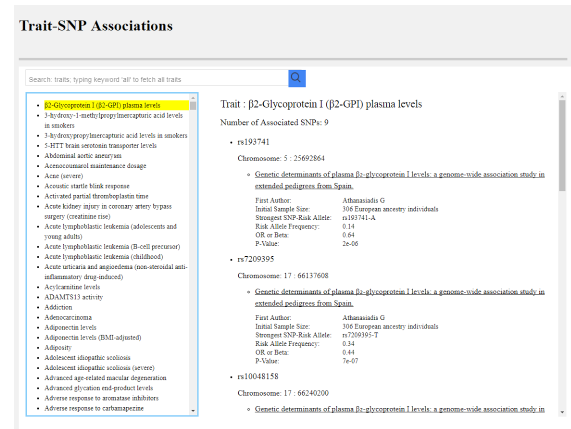 Trait-SNP Associations
Search: traits; typing keyword 'all' to fetch all traits
β2-Glycoprotein I (β2-GPI) plasma levels
3-hydroxy-1-methylpropylmercapturic acid levels
in smokers
3-hydroxypropylmercapturic acid levels in smokers
5-HTT brain serotonin transporter levels
Abdominal aortic aneurysm
Acenocoumarol maintenance dosage
Acne (severe)
Acoustic startle blink response
Activated partial thromboplastin time
Acute kidney injury in coronary artery bypass
surgery (creatinine rise)
Acute lymphoblastic leukemia (adolescents and
young adults)
Acute lymphoblastic leukemia (B-cell precursor)
Acute lymphoblastic leukemia (childhood)
Acute urticaria and angioedema (non-steroidal anti-
inflammatory drug-induced)
Acylcarnitine levels
ADAMTS13 activity
Addiction
Adenocarcinoma
Adiponectin levels
Adiponectin levels (BMI-adjusted)
Adiposity
Adolescent idiopathic scoliosis
Adolescent idiopathic scoliosis (severe)
Advanced age-related macular degeneration
Advanced glycation end-product levels
Adverse response to aromatase inhibitors
Adverse response to carbamapezine
Trait : β2-Glycoprotein I (β2-GPI) plasma levels
Number of Associated SNPs: 9
rs193741
Chromosome: 5 : 25692864
Genetic determinants of plasma β2-glycoprotein I levels: a genome-wide association study in
extended pedigrees from Spain.
First Author: Athanasiadis G
Initial Sample Size: 306 European ancestry individuals
Strongest SNP-Risk Allele: rs193741-A
Risk Allele Frequency: 0.14
OR or Beta: 0.64
P-Value: 2e-06
rs7209395
Chromosome: 17 : 66137608
Genetic determinants of plasma β2-glycoprotein I levels: a genome-wide association study in
extended pedigrees from Spain.
First Author: Athanasiadis G
Initial Sample Size: 306 European ancestry individuals
Strongest SNP-Risk Allele: rs7209395-T
Risk Allele Frequency: 0.34
OR or Beta: 0.44
P-Value: 7e-07
rs10048158
Chromosome: 17 : 66240200
Genetic determinants of plasma β2-glycoprotein I levels: a genome-wide association study in